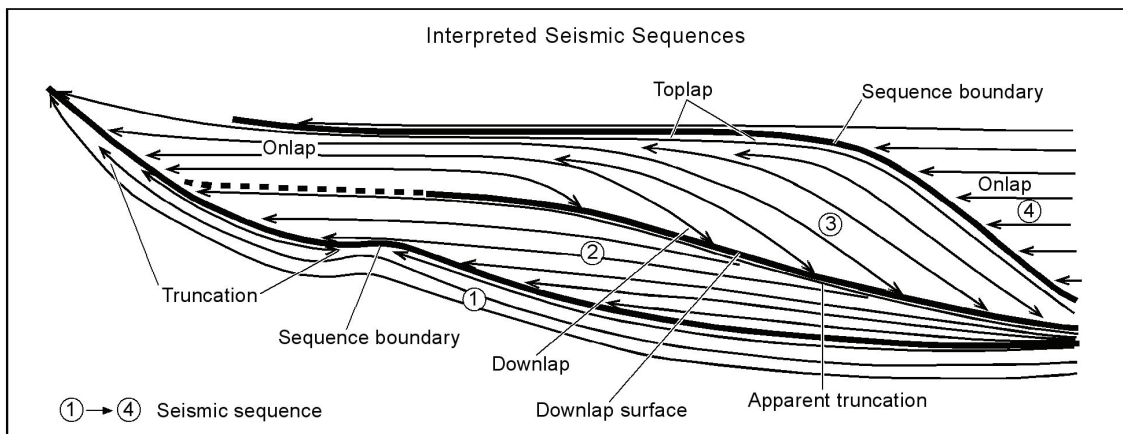 Interpreted Seismic Sequences
Toplap
Sequence boundary
Onlap
Onlap
4
3
2
Truncation
1
Sequence boundary
Downlap
Downlap surface
Apparent truncation
1 → 4 Seismic sequence